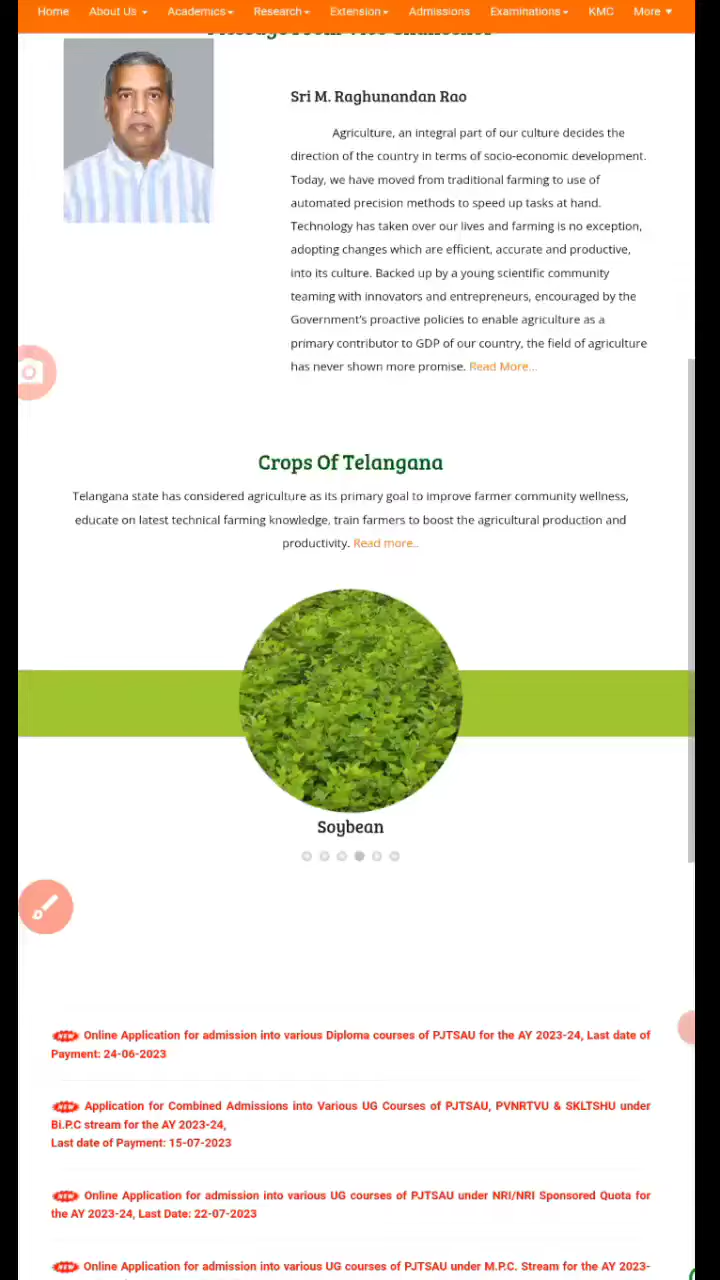 Home About Us Academics Research Extension Admissions Examinations KMC More
Message From Vice Chancellor
Sri M. Raghunandan Rao
Agriculture, an integral part of our culture decides the
direction of the country in terms of socio-economic development.
Today, we have moved from traditional farming to use of
automated precision methods to speed up tasks at hand.
Technology has taken over our lives and farming is no exception,
adopting changes which are efficient, accurate and productive,
into its culture. Backed up by a young scientific community
teaming with innovators and entrepreneurs, encouraged by the
Government's proactive policies to enable agriculture as a
primary contributor to GDP of our country, the field of agriculture
has never shown more promise. Read More...
Crops Of Telangana
Telangana state has considered agriculture as its primary goal to improve farmer community wellness,
educate on latest technical farming knowledge, train farmers to boost the agricultural production and
productivity. Read more..
Soybean
NEW Online Application for admission into various Diploma courses of PJTSAU for the AY 2023-24, Last date of
Payment: 24-06-2023
NEW Application for Combined Admissions into Various UG Courses of PJTSAU, PVNRTVU & SKLTSHU under
Bi.P.C stream for the AY 2023-24,
Last date of Payment: 15-07-2023
NEW Online Application for admission into various UG courses of PJTSAU under NRI/NRI Sponsored Quota for
the AY 2023-24, Last Date: 22-07-2023
NEW Online Application for admission into various UG courses of PJTSAU under M.P.C. Stream for the AY 2023-